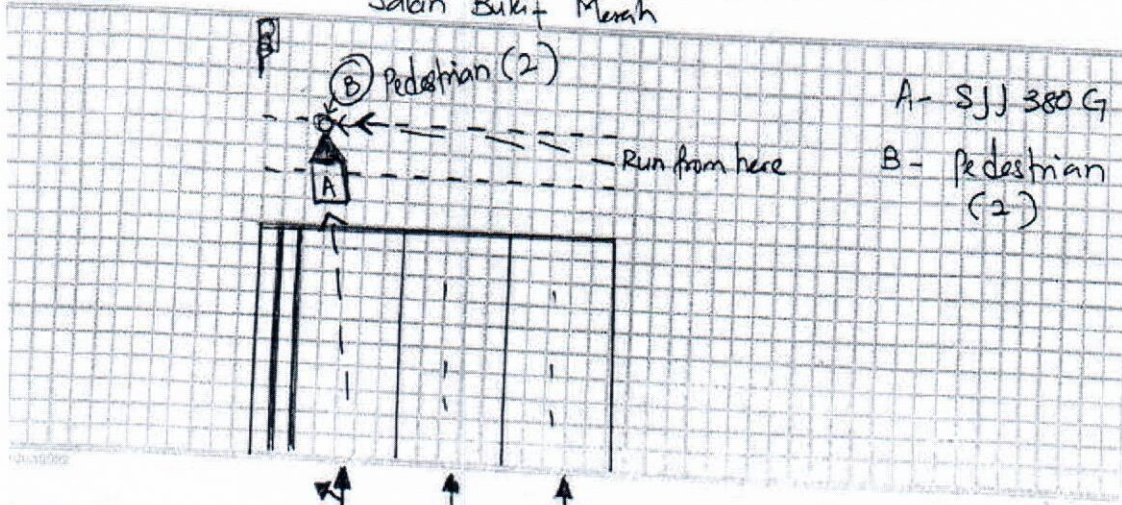 Jalan Bukit Merah
B Pedestrian (2)
A - SJJ 380 G
Run from here
B - Pedestrian
(2)
A